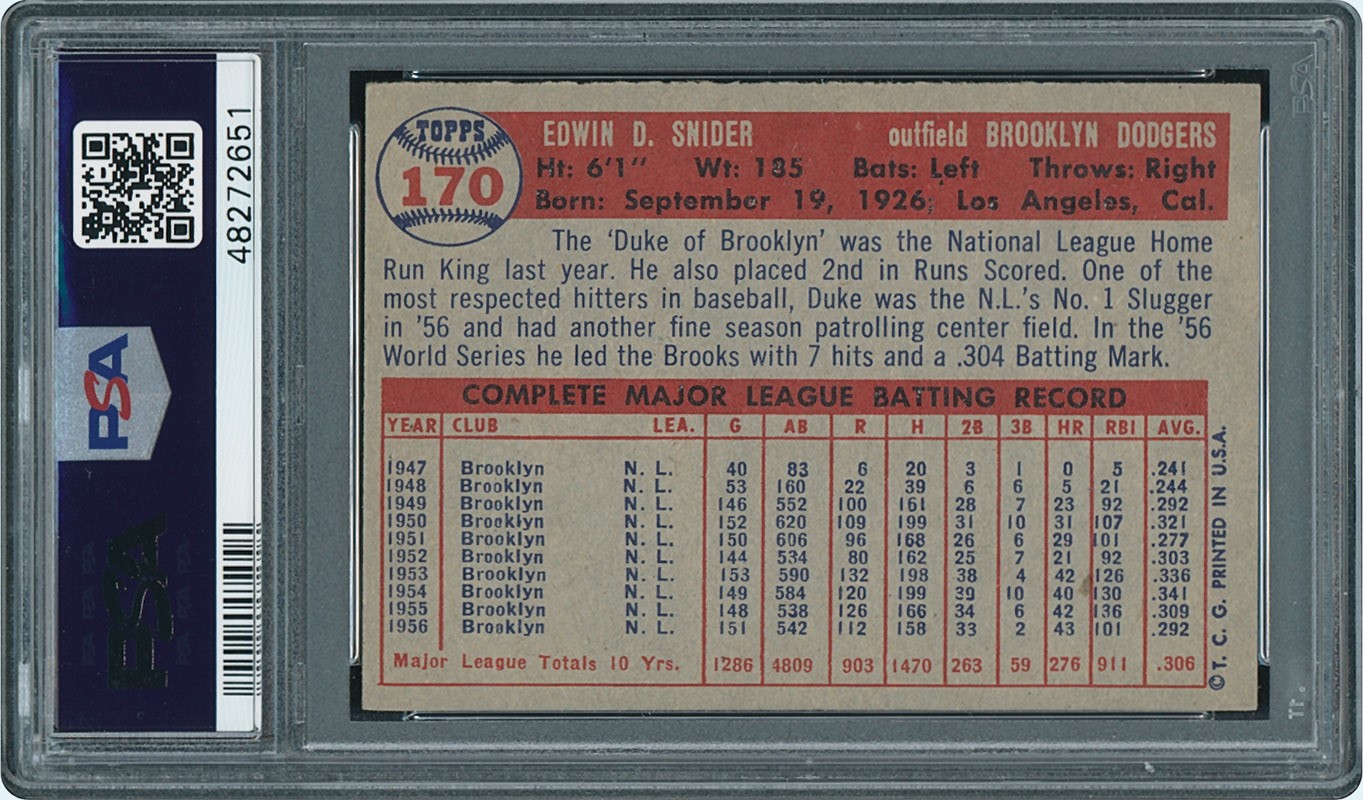 48272651
PSA
PSA
PSA
TOPPS
170
EDWIN D. SNIDER outfield BROOKLYN DODGERS
Ht: 6'1" Wt: 185 Bats: Left Throws: Right
Born: September 19, 1926; Los Angeles, Cal.
The 'Duke of Brooklyn' was the National League Home
Run King last year. He also placed 2nd in Runs Scored. One of the
most respected hitters in baseball, Duke was the N.L.'s No. 1 Slugger
in '56 and had another fine season patrolling center field. In the '56
World Series he led the Brooks with 7 hits and a .304 Batting Mark.
COMPLETE MAJOR LEAGUE BATTING RECORD
YEAR CLUB LEA. G AB R H 2B 3B HR RBI AVG.
1947 Brooklyn N. L. 40 83 6 20 3 1 0 5 .241
1948 Brooklyn N. L. 53 160 22 39 6 6 5 21 .244
1949 Brooklyn N. L. 146 552 100 161 28 7 23 92 .292
1950 Brooklyn N. L. 152 620 109 199 31 10 31 107 .321
1951 Brooklyn N. L. 150 606 96 168 26 6 29 101 .277
1952 Brooklyn N. L. 144 534 80 162 25 7 21 92 .303
1953 Brooklyn N. L. 153 590 132 198 38 4 42 126 .336
1954 Brooklyn N. L. 149 584 120 199 39 10 40 130 .341
1955 Brooklyn N. L. 148 538 126 166 34 6 42 136 .309
1956 Brooklyn N. L. 151 542 112 158 33 2 43 101 .292
Major League Totals 10 Yrs. 1286 4809 903 1470 263 59 276 911 .306
© T. C. G. PRINTED IN U.S.A.